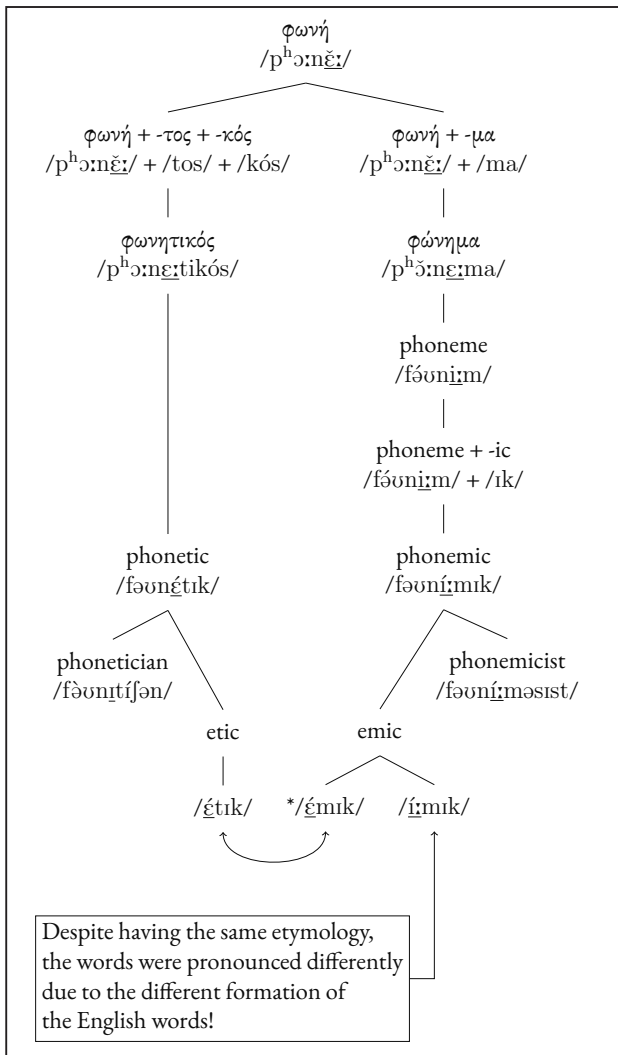 φωνή
/pʰɔːnɛ̌ː/
φωνή + -τος + -κός
/pʰɔːnɛ̌ː/ + /tos/ + /kós/
φωνή + -μα
/pʰɔːnɛ̌ː/ + /ma/
φωνητικός
/pʰɔːnɛːtikós/
φώνημα
/pʰɔ̌ːnɛːma/
phoneme
/fə́ʊniːm/
phoneme + -ic
/fə́ʊniːm/ + /ɪk/
phonetic
/fəʊnɛ́tɪk/
phonemic
/fəʊníːmɪk/
phonetician
/fə̀ʊnɪtíʃən/
phonemicist
/fəʊníːməsɪst/
etic
emic
/ɛ́tɪk/
*/ɛ́mɪk/
/íːmɪk/
Despite having the same etymology,
the words were pronounced differently
due to the different formation of
the English words!